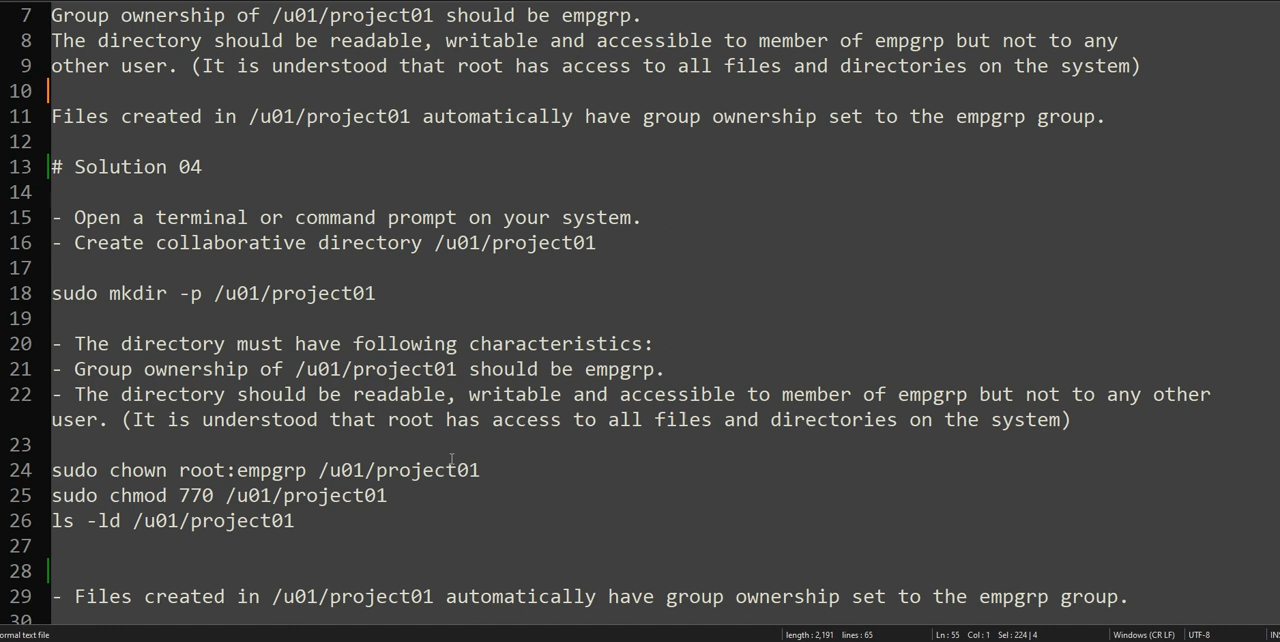 7 Group ownership of /u01/project01 should be empgrp.
8 The directory should be readable, writable and accessible to member of empgrp but not to any
9 other user. (It is understood that root has access to all files and directories on the system)
10
11 Files created in /u01/project01 automatically have group ownership set to the empgrp group.
12
13 # Solution 04
14
15 - Open a terminal or command prompt on your system.
16 - Create collaborative directory /u01/project01
17
18 sudo mkdir -p /u01/project01
19
20 - The directory must have following characteristics:
21 - Group ownership of /u01/project01 should be empgrp.
22 - The directory should be readable, writable and accessible to member of empgrp but not to any other
user. (It is understood that root has access to all files and directories on the system)
23
24 sudo chown root:empgrp /u01/project01
25 sudo chmod 770 /u01/project01
26 ls -ld /u01/project01
27
28
29 - Files created in /u01/project01 automatically have group ownership set to the empgrp group.
30
ormal text file length : 2,191 lines : 65 Ln : 55 Col : 1 Sel : 224 | 4 Windows (CR LF) UTF-8 IN